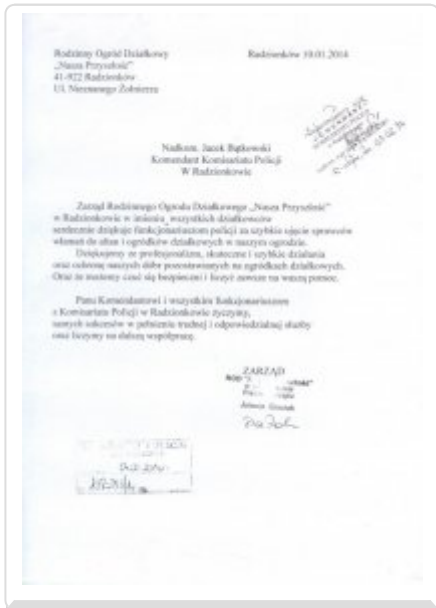 Rodzinny Ogród Działkowy
„Nasza Przyszłość"
41-922 Radzionków
Ul. Nieznanego Żołnierza
Radzionków 30.01.2014
Nadkom. Jacek Bątkowski
Komendant Komisariatu Policji
W Radzionkowie
Zarząd Rodzinnego Ogrodu Działkowego „Nasza Przyszłość"
w Radzionkowie w imieniu wszystkich działkowców
serdecznie dziękuje funkcjonariuszom policji za szybkie ujęcie sprawców
włamań do altan i ogródków działkowych w naszym ogrodzie.
Dziękujemy za profesjonalizm, skuteczne i szybkie działania
oraz ochronę naszych dóbr pozostawianych na ogródkach działkowych.
Oraz że możemy czuć się bezpieczni i liczyć zawsze na waszą pomoc.
Panu Komendantowi i wszystkim funkcjonariuszom
z Komisariatu Policji w Radzionkowie życzymy,
samych sukcesów w pełnieniu trudnej i odpowiedzialnej służby
oraz liczymy na dalszą współpracę.
ZARZĄD